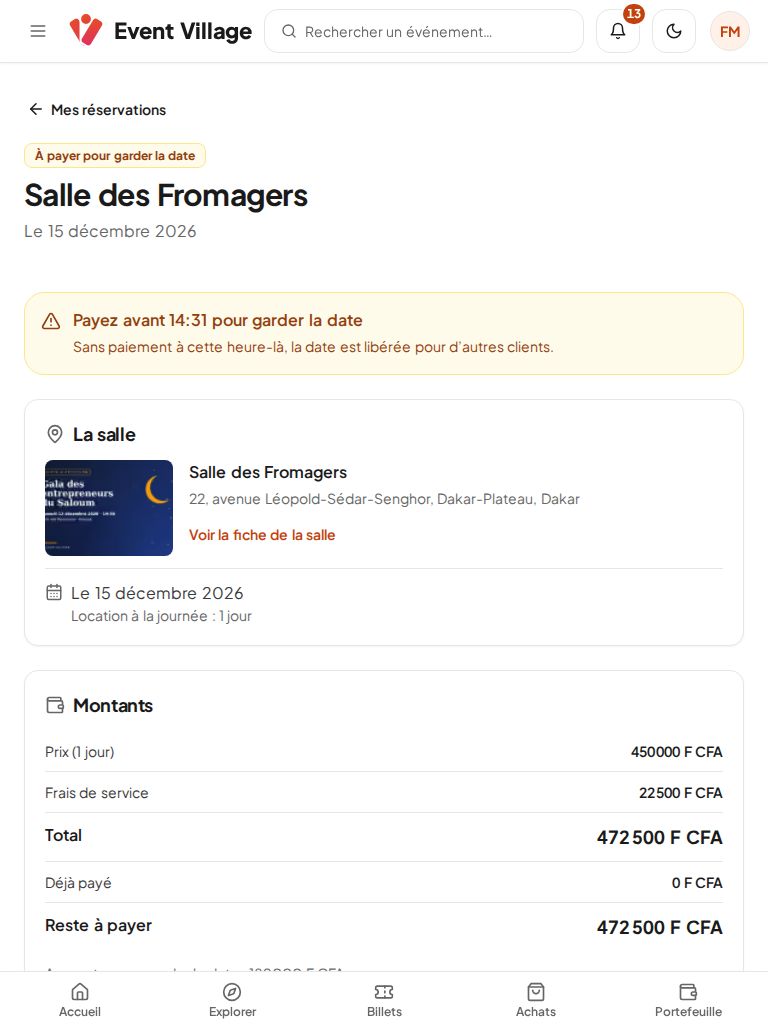 Event Village
Rechercher un événement…
13
FM
Mes réservations
À payer pour garder la date
Salle des Fromagers
Le 15 décembre 2026
Payez avant 14:31 pour garder la date
Sans paiement à cette heure-là, la date est libérée pour d’autres clients.
La salle
Gala des
entrepreneurs
du Saloum
Salle des Fromagers
22, avenue Léopold-Sédar-Senghor, Dakar-Plateau, Dakar
Voir la fiche de la salle
Le 15 décembre 2026
Location à la journée : 1 jour
Montants
Prix (1 jour) 450 000 F CFA
Frais de service 22 500 F CFA
Total 472 500 F CFA
Déjà payé 0 F CFA
Reste à payer 472 500 F CFA
Accueil Explorer Billets Achats Portefeuille